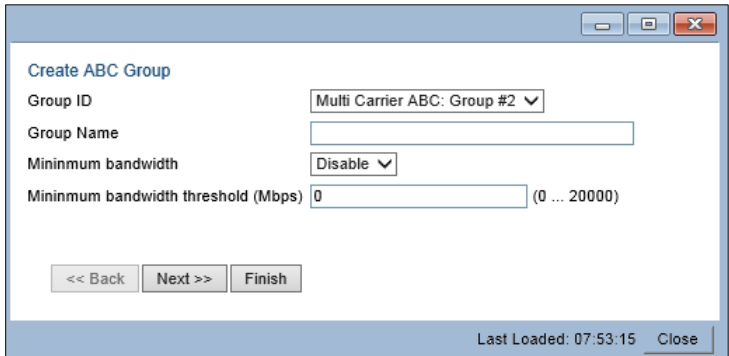 Create ABC Group
Group ID Multi Carrier ABC: Group #2
Group Name
Mininmum bandwidth Disable
Mininmum bandwidth threshold (Mbps) 0 (0 ... 20000)
<< Back Next >> Finish
Last Loaded: 07:53:15 Close